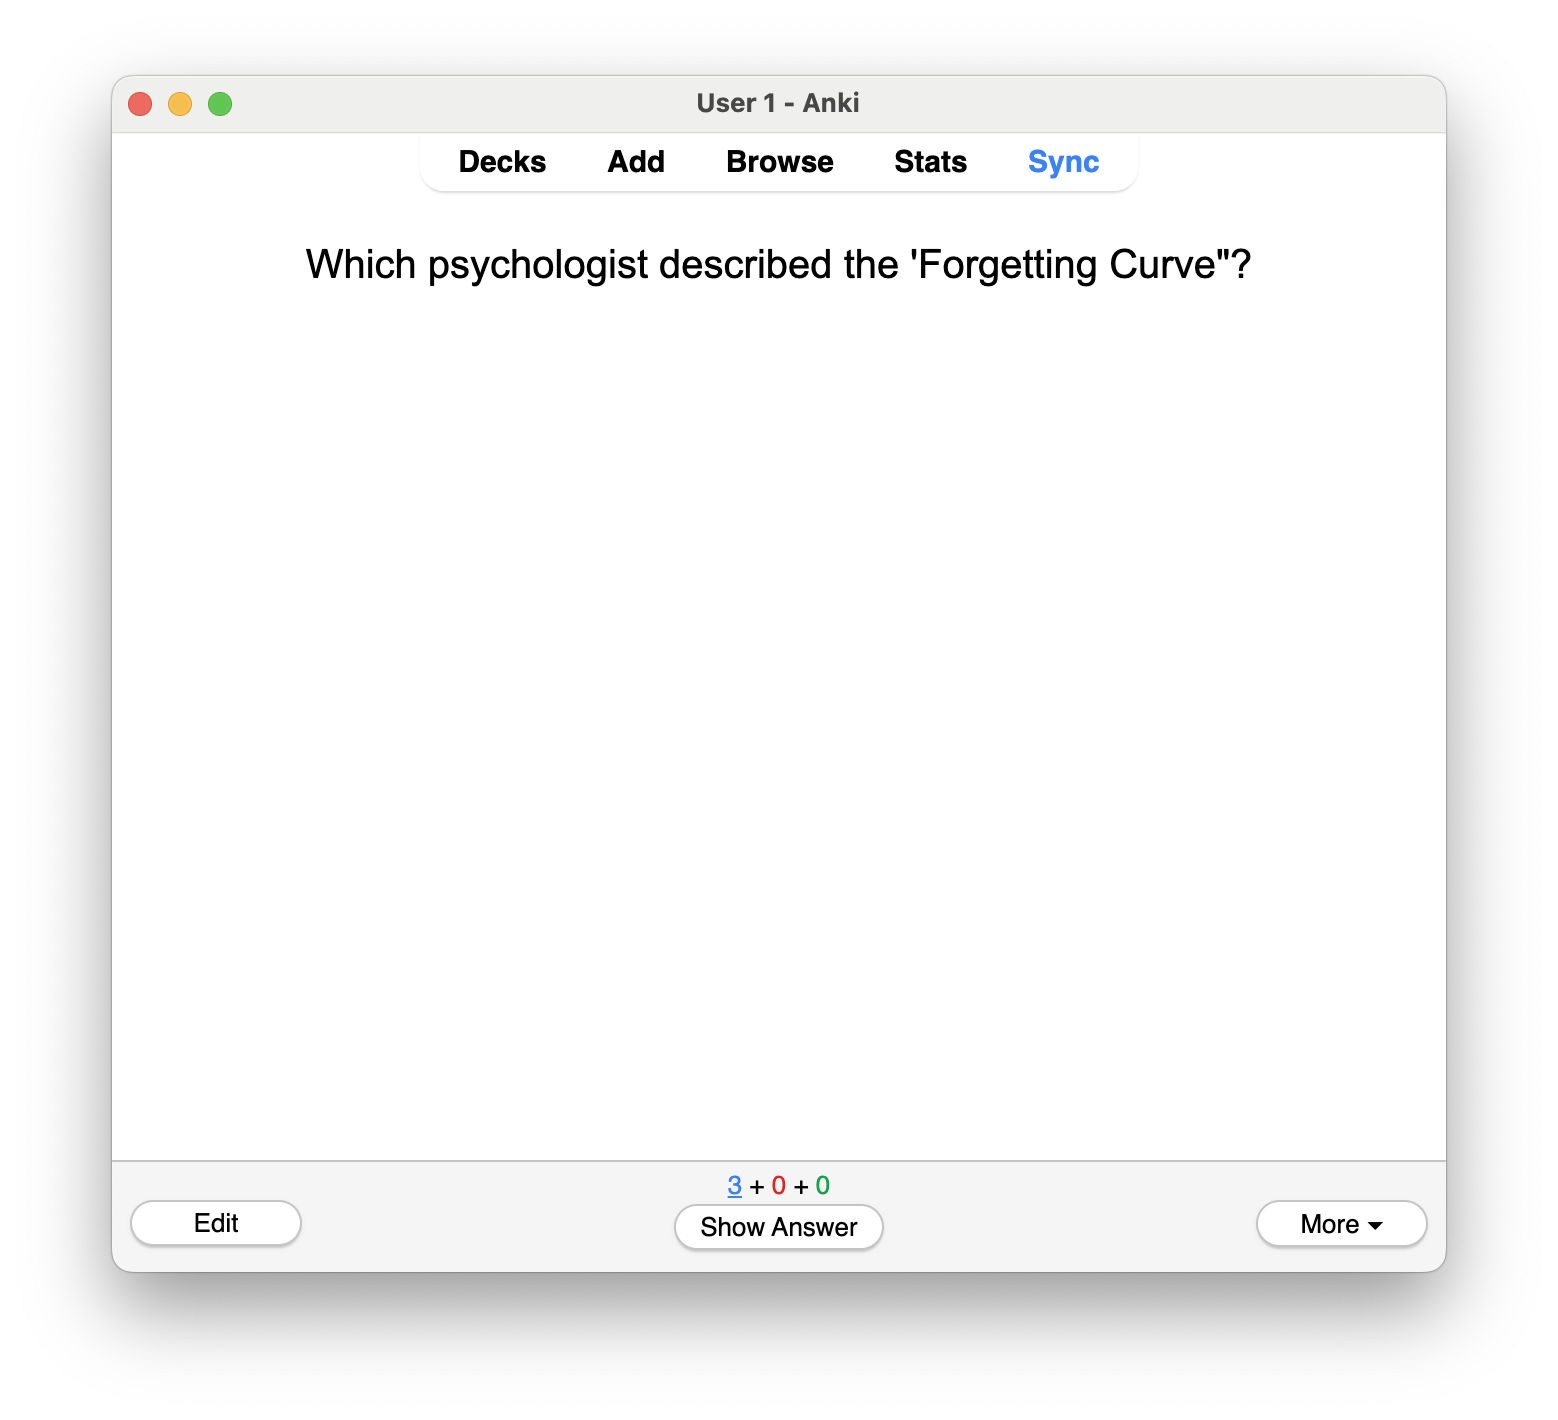 User 1 - Anki
Decks Add Browse Stats Sync
Which psychologist described the 'Forgetting Curve"?
3 + 0 + 0
Edit Show Answer More